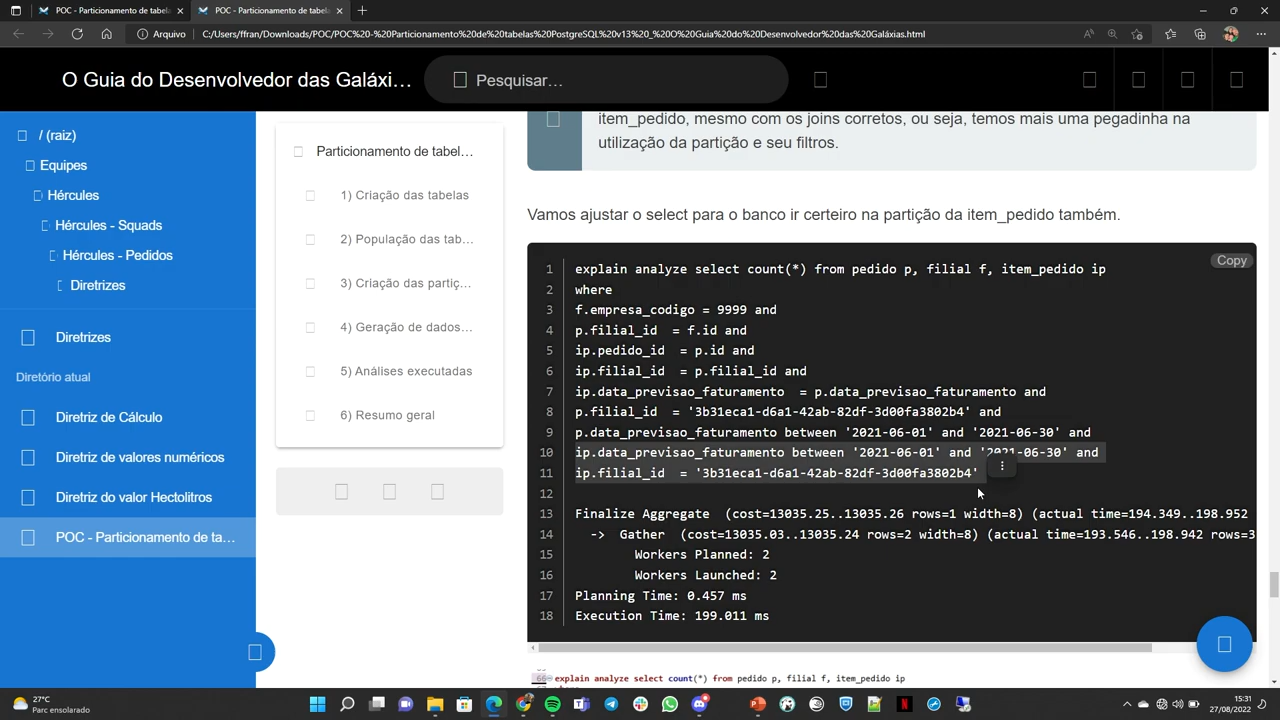 POC - Particionamento de tabela
POC - Particionamento de tabela
Arquivo
C:/Users/ffran/Downloads/POC/POC%20-%20Particionamento%20de%20tabelas%20PostgreSQL%20v13%20_%20O%20Guia%20do%20Desenvolvedor%20das%20Galáxias.html
O Guia do Desenvolvedor das Galáxi...
Pesquisar...
/ (raiz)
Equipes
Hércules
Hércules - Squads
Hércules - Pedidos
Diretrizes
Diretrizes
Diretório atual
Diretriz de Cálculo
Diretriz de valores numéricos
Diretriz do valor Hectolitros
POC - Particionamento de ta...
Particionamento de tabel...
1) Criação das tabelas
2) População das tab...
3) Criação das partiç...
4) Geração de dados...
5) Análises executadas
6) Resumo geral
item_pedido, mesmo com os joins corretos, ou seja, temos mais uma pegadinha na
utilização da partição e seu filtros.
Vamos ajustar o select para o banco ir certeiro na partição da item_pedido também.
Copy
1 explain analyze select count(*) from pedido p, filial f, item_pedido ip
2 where
3 f.empresa_codigo = 9999 and
4 p.filial_id = f.id and
5 ip.pedido_id = p.id and
6 ip.filial_id = p.filial_id and
7 ip.data_previsao_faturamento = p.data_previsao_faturamento and
8 p.filial_id = '3b31eca1-d6a1-42ab-82df-3d00fa3802b4' and
9 p.data_previsao_faturamento between '2021-06-01' and '2021-06-30' and
10 ip.data_previsao_faturamento between '2021-06-01' and '2021-06-30' and
11 ip.filial_id = '3b31eca1-d6a1-42ab-82df-3d00fa3802b4'
12
13 Finalize Aggregate (cost=13035.25..13035.26 rows=1 width=8) (actual time=194.349..198.952
14 -> Gather (cost=13035.03..13035.24 rows=2 width=8) (actual time=193.546..198.942 rows=3
15 Workers Planned: 2
16 Workers Launched: 2
17 Planning Time: 0.457 ms
18 Execution Time: 199.011 ms
66 explain analyze select count(*) from pedido p, filial f, item_pedido ip
27°C
Parc ensolarado
15:31
27/08/2022